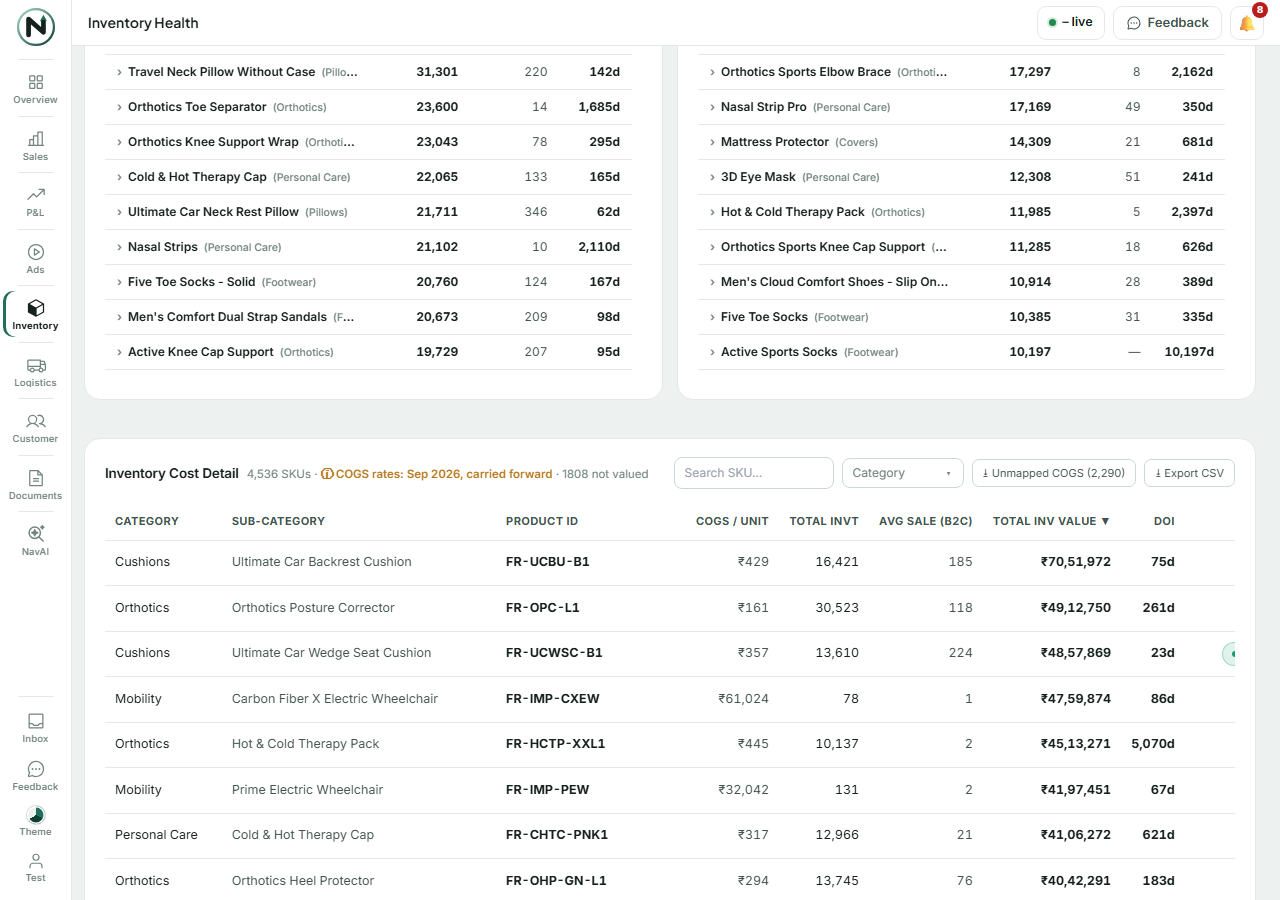 Inventory Health
– live
Feedback
8
Overview
Sales
P&L
Ads
Inventory
Logistics
Customer
Documents
NavAI
Inbox
Feedback
Theme
Test
› Travel Neck Pillow Without Case (Pillo... 31,301 220 142d
› Orthotics Toe Separator (Orthotics) 23,600 14 1,685d
› Orthotics Knee Support Wrap (Orthoti... 23,043 78 295d
› Cold & Hot Therapy Cap (Personal Care) 22,065 133 165d
› Ultimate Car Neck Rest Pillow (Pillows) 21,711 346 62d
› Nasal Strips (Personal Care) 21,102 10 2,110d
› Five Toe Socks - Solid (Footwear) 20,760 124 167d
› Men's Comfort Dual Strap Sandals (F... 20,673 209 98d
› Active Knee Cap Support (Orthotics) 19,729 207 95d
› Orthotics Sports Elbow Brace (Orthoti... 17,297 8 2,162d
› Nasal Strip Pro (Personal Care) 17,169 49 350d
› Mattress Protector (Covers) 14,309 21 681d
› 3D Eye Mask (Personal Care) 12,308 51 241d
› Hot & Cold Therapy Pack (Orthotics) 11,985 5 2,397d
› Orthotics Sports Knee Cap Support (... 11,285 18 626d
› Men's Cloud Comfort Shoes - Slip On... 10,914 28 389d
› Five Toe Socks (Footwear) 10,385 31 335d
› Active Sports Socks (Footwear) 10,197 — 10,197d
Inventory Cost Detail 4,536 SKUs · ⓘ COGS rates: Sep 2026, carried forward · 1808 not valued
Search SKU...
Category
⤓ Unmapped COGS (2,290)
⤓ Export CSV
CATEGORY SUB-CATEGORY PRODUCT ID COGS / UNIT TOTAL INVT AVG SALE (B2C) TOTAL INV VALUE ▼ DOI
Cushions Ultimate Car Backrest Cushion FR-UCBU-B1 ₹429 16,421 185 ₹70,51,972 75d
Orthotics Orthotics Posture Corrector FR-OPC-L1 ₹161 30,523 118 ₹49,12,750 261d
Cushions Ultimate Car Wedge Seat Cushion FR-UCWSC-B1 ₹357 13,610 224 ₹48,57,869 23d
Mobility Carbon Fiber X Electric Wheelchair FR-IMP-CXEW ₹61,024 78 1 ₹47,59,874 86d
Orthotics Hot & Cold Therapy Pack FR-HCTP-XXL1 ₹445 10,137 2 ₹45,13,271 5,070d
Mobility Prime Electric Wheelchair FR-IMP-PEW ₹32,042 131 2 ₹41,97,451 67d
Personal Care Cold & Hot Therapy Cap FR-CHTC-PNK1 ₹317 12,966 21 ₹41,06,272 621d
Orthotics Orthotics Heel Protector FR-OHP-GN-L1 ₹294 13,745 76 ₹40,42,291 183d